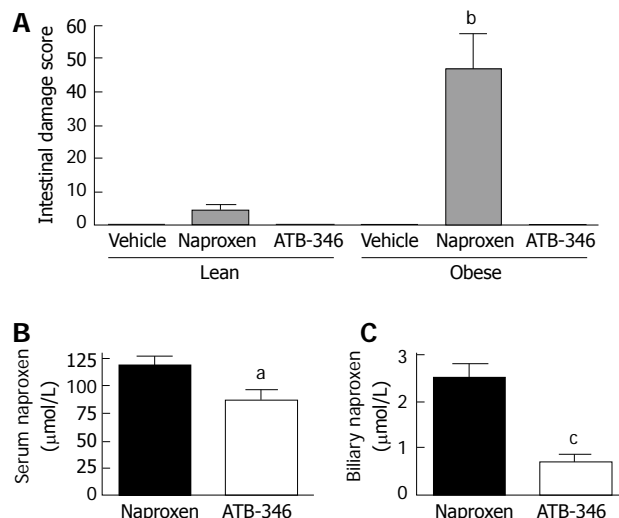 A
Intestinal damage score
60
50
40
30
20
10
0
b
Vehicle Naproxen ATB-346 Vehicle Naproxen ATB-346
Lean Obese
B
Serum naproxen
(μmol/L)
125
100
75
50
25
0
a
Naproxen ATB-346
C
Biliary naproxen
(μmol/L)
3
2
1
0
c
Naproxen ATB-346